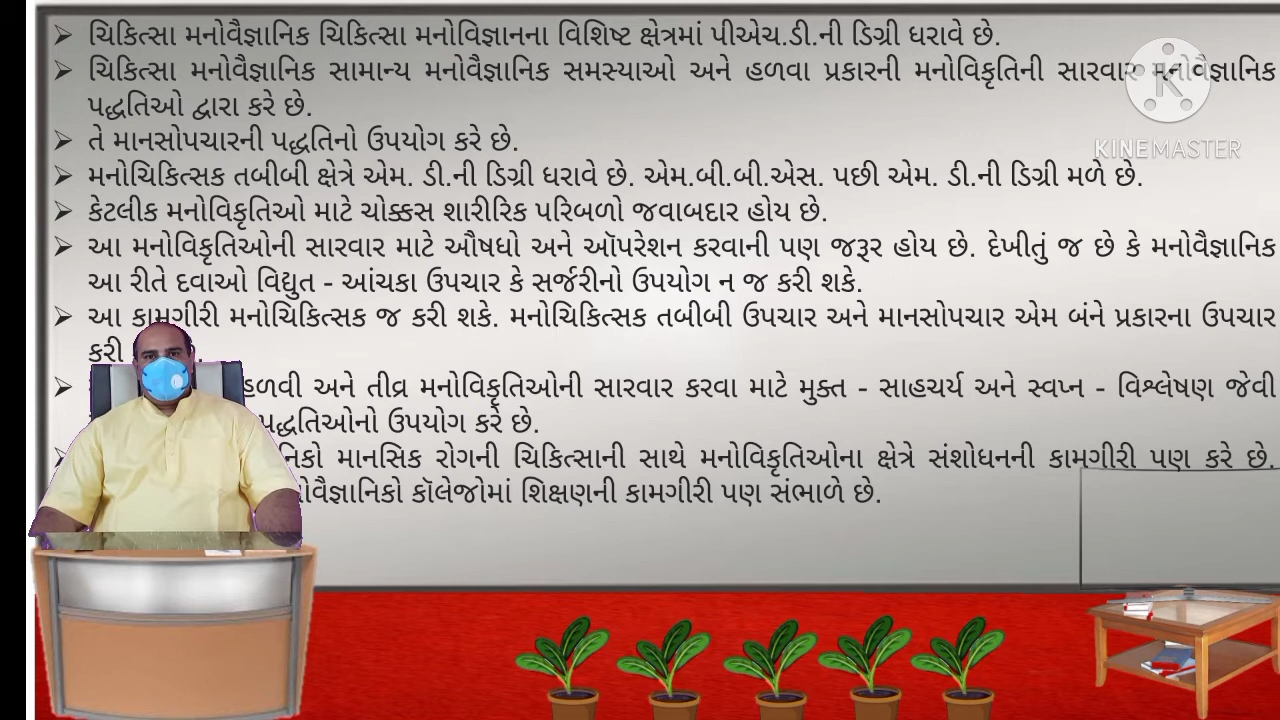 ચિકિત્સા મનોવૈજ્ઞાનિક ચિકિત્સા મનોવિજ્ઞાનના વિશિષ્ટ ક્ષેત્રમાં પીએચ.ડી.ની ડિગ્રી ધરાવે છે.
ચિકિત્સા મનોવૈજ્ઞાનિક સામાન્ય મનોવૈજ્ઞાનિક સમસ્યાઓ અને હળવા પ્રકારની મનોવિકૃતિની સારવાર મનોવૈજ્ઞાનિક
પદ્ધતિઓ દ્વારા કરે છે.
તે માનસોપચારની પદ્ધતિનો ઉપયોગ કરે છે.
KINEMASTER
મનોચિકિત્સક તબીબી ક્ષેત્રે એમ. ડી.ની ડિગ્રી ધરાવે છે. એમ.બી.બી.એસ. પછી એમ. ડી.ની ડિગ્રી મળે છે.
કેટલીક મનોવિકૃતિઓ માટે ચોક્કસ શારીરિક પરિબળો જવાબદાર હોય છે.
આ મનોવિકૃતિઓની સારવાર માટે ઔષધો અને ઑપરેશન કરવાની પણ જરૂર હોય છે. દેખીતું જ છે કે મનોવૈજ્ઞાનિક
આ રીતે દવાઓ વિદ્યુત - આંચકા ઉપચાર કે સર્જરીનો ઉપયોગ ન જ કરી શકે.
આ કામગીરી મનોચિકિત્સક જ કરી શકે. મનોચિકિત્સક તબીબી ઉપચાર અને માનસોપચાર એમ બંને પ્રકારના ઉપચાર
કરી
હળવી અને તીવ્ર મનોવિકૃતિઓની સારવાર કરવા માટે મુક્ત - સાહચર્ય અને સ્વપ્ન - વિશ્લેષણ જેવી
પદ્ધતિઓનો ઉપયોગ કરે છે.
માનસિક રોગની ચિકિત્સાની સાથે મનોવિકૃતિઓના ક્ષેત્રે સંશોધનની કામગીરી પણ કરે છે.
કૉલેજોમાં શિક્ષણની કામગીરી પણ સંભાળે છે.